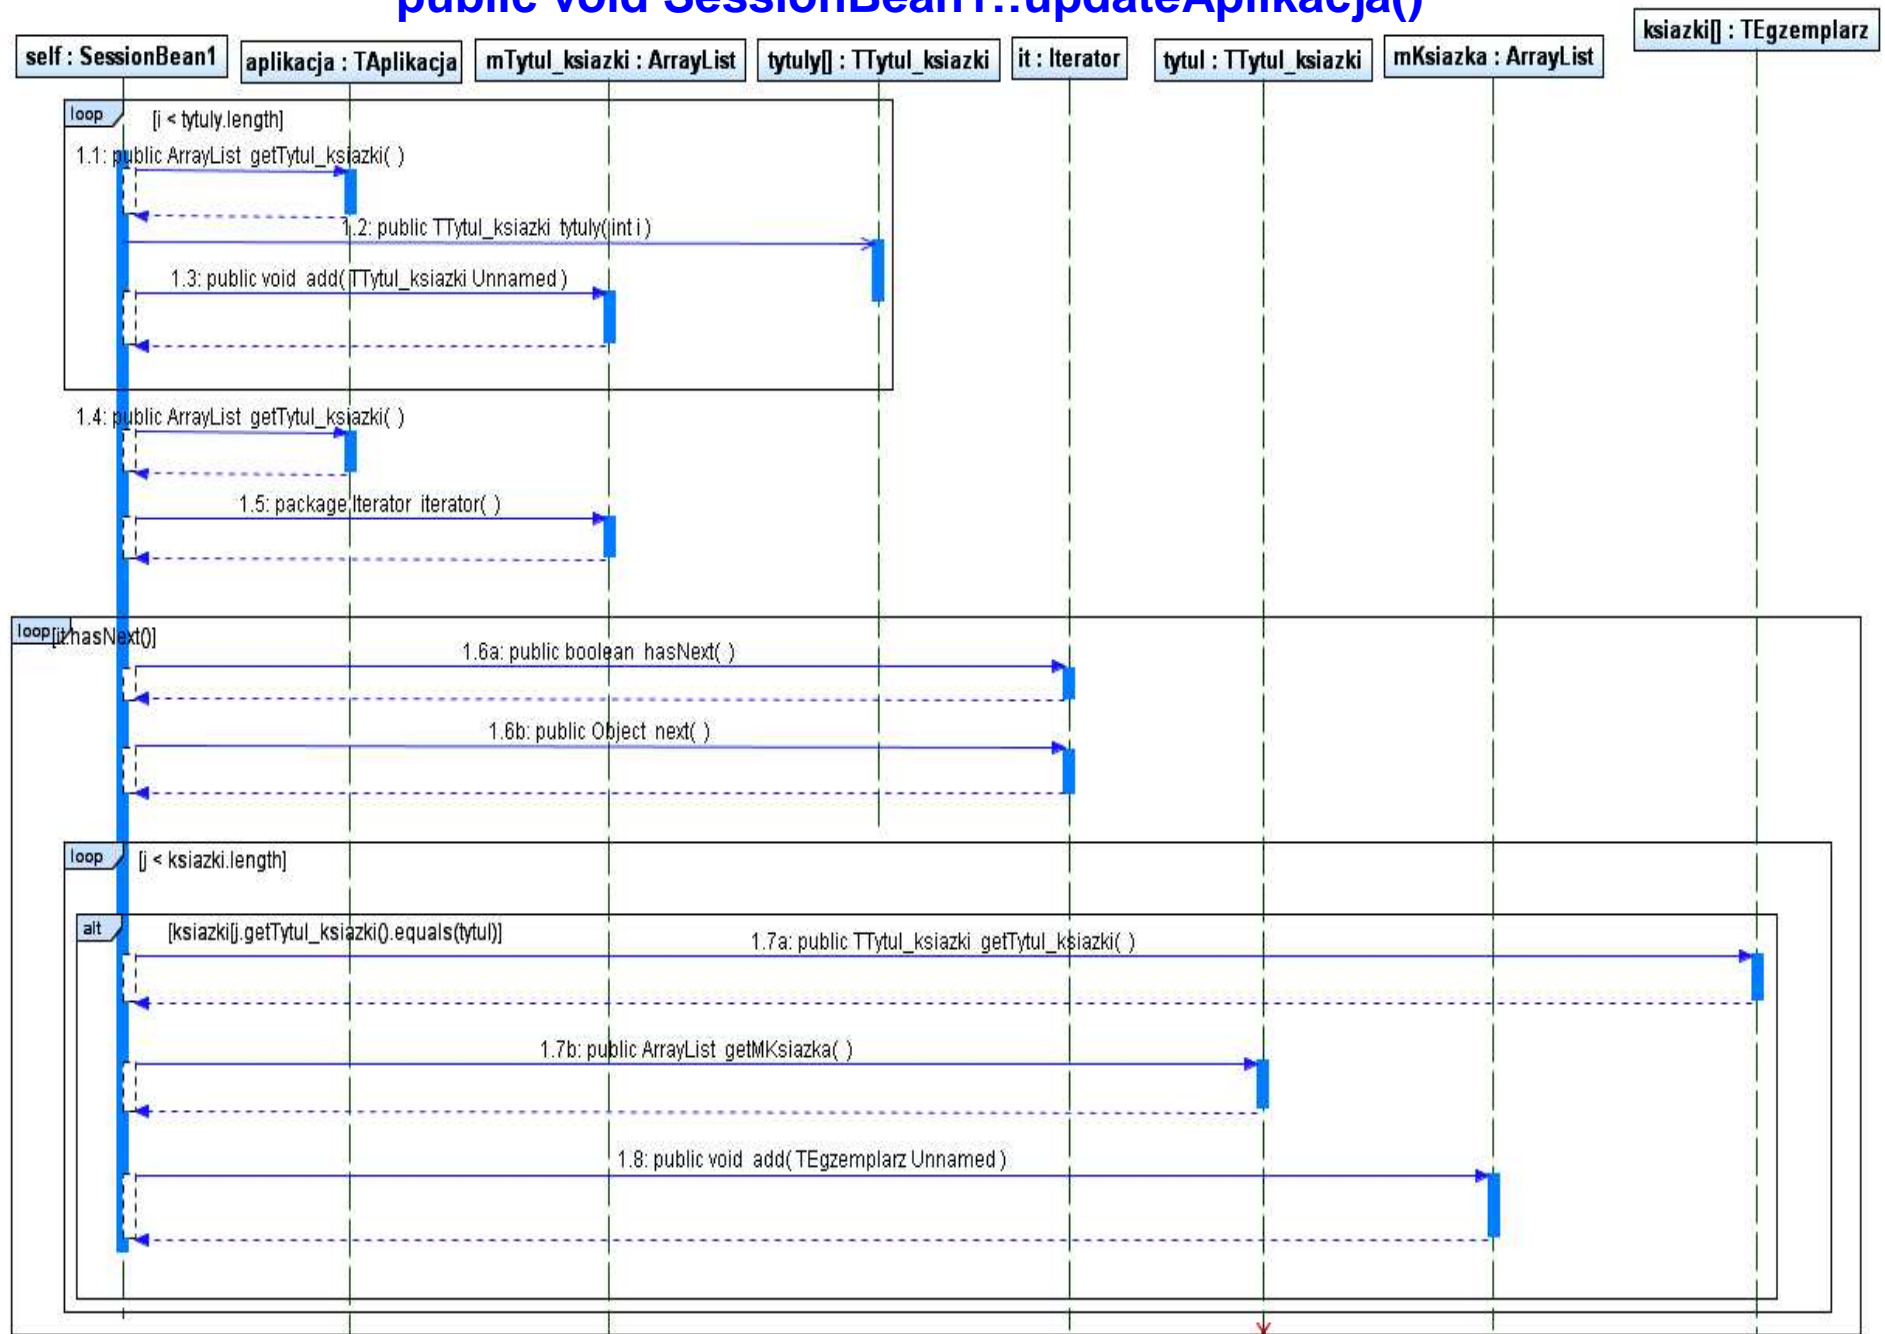 public void SessionBean1::updateAplikacja()
self : SessionBean1
aplikacja : TAplikacja
mTytul_ksiazki : ArrayList
tytuly[] : TTytul_ksiazki
it : Iterator
tytul : TTytul_ksiazki
mKsiazka : ArrayList
ksiazki[] : TEgzemplarz
loop
[i < tytuly.length]
1.1: public ArrayList getTytul_ksiazki( )
1.2: public TTytul_ksiazki tytuly(int i )
1.3: public void add( TTytul_ksiazki Unnamed )
1.4: public ArrayList getTytul_ksiazki( )
1.5: package Iterator iterator( )
loop
[it.hasNext()]
1.6a: public boolean hasNext( )
1.6b: public Object next( )
loop
[j < ksiazki.length]
alt
[ksiazki[j.getTytul_ksiazki().equals(tytul)]
1.7a: public TTytul_ksiazki getTytul_ksiazki( )
1.7b: public ArrayList getMKsiazka( )
1.8: public void add( TEgzemplarz Unnamed )